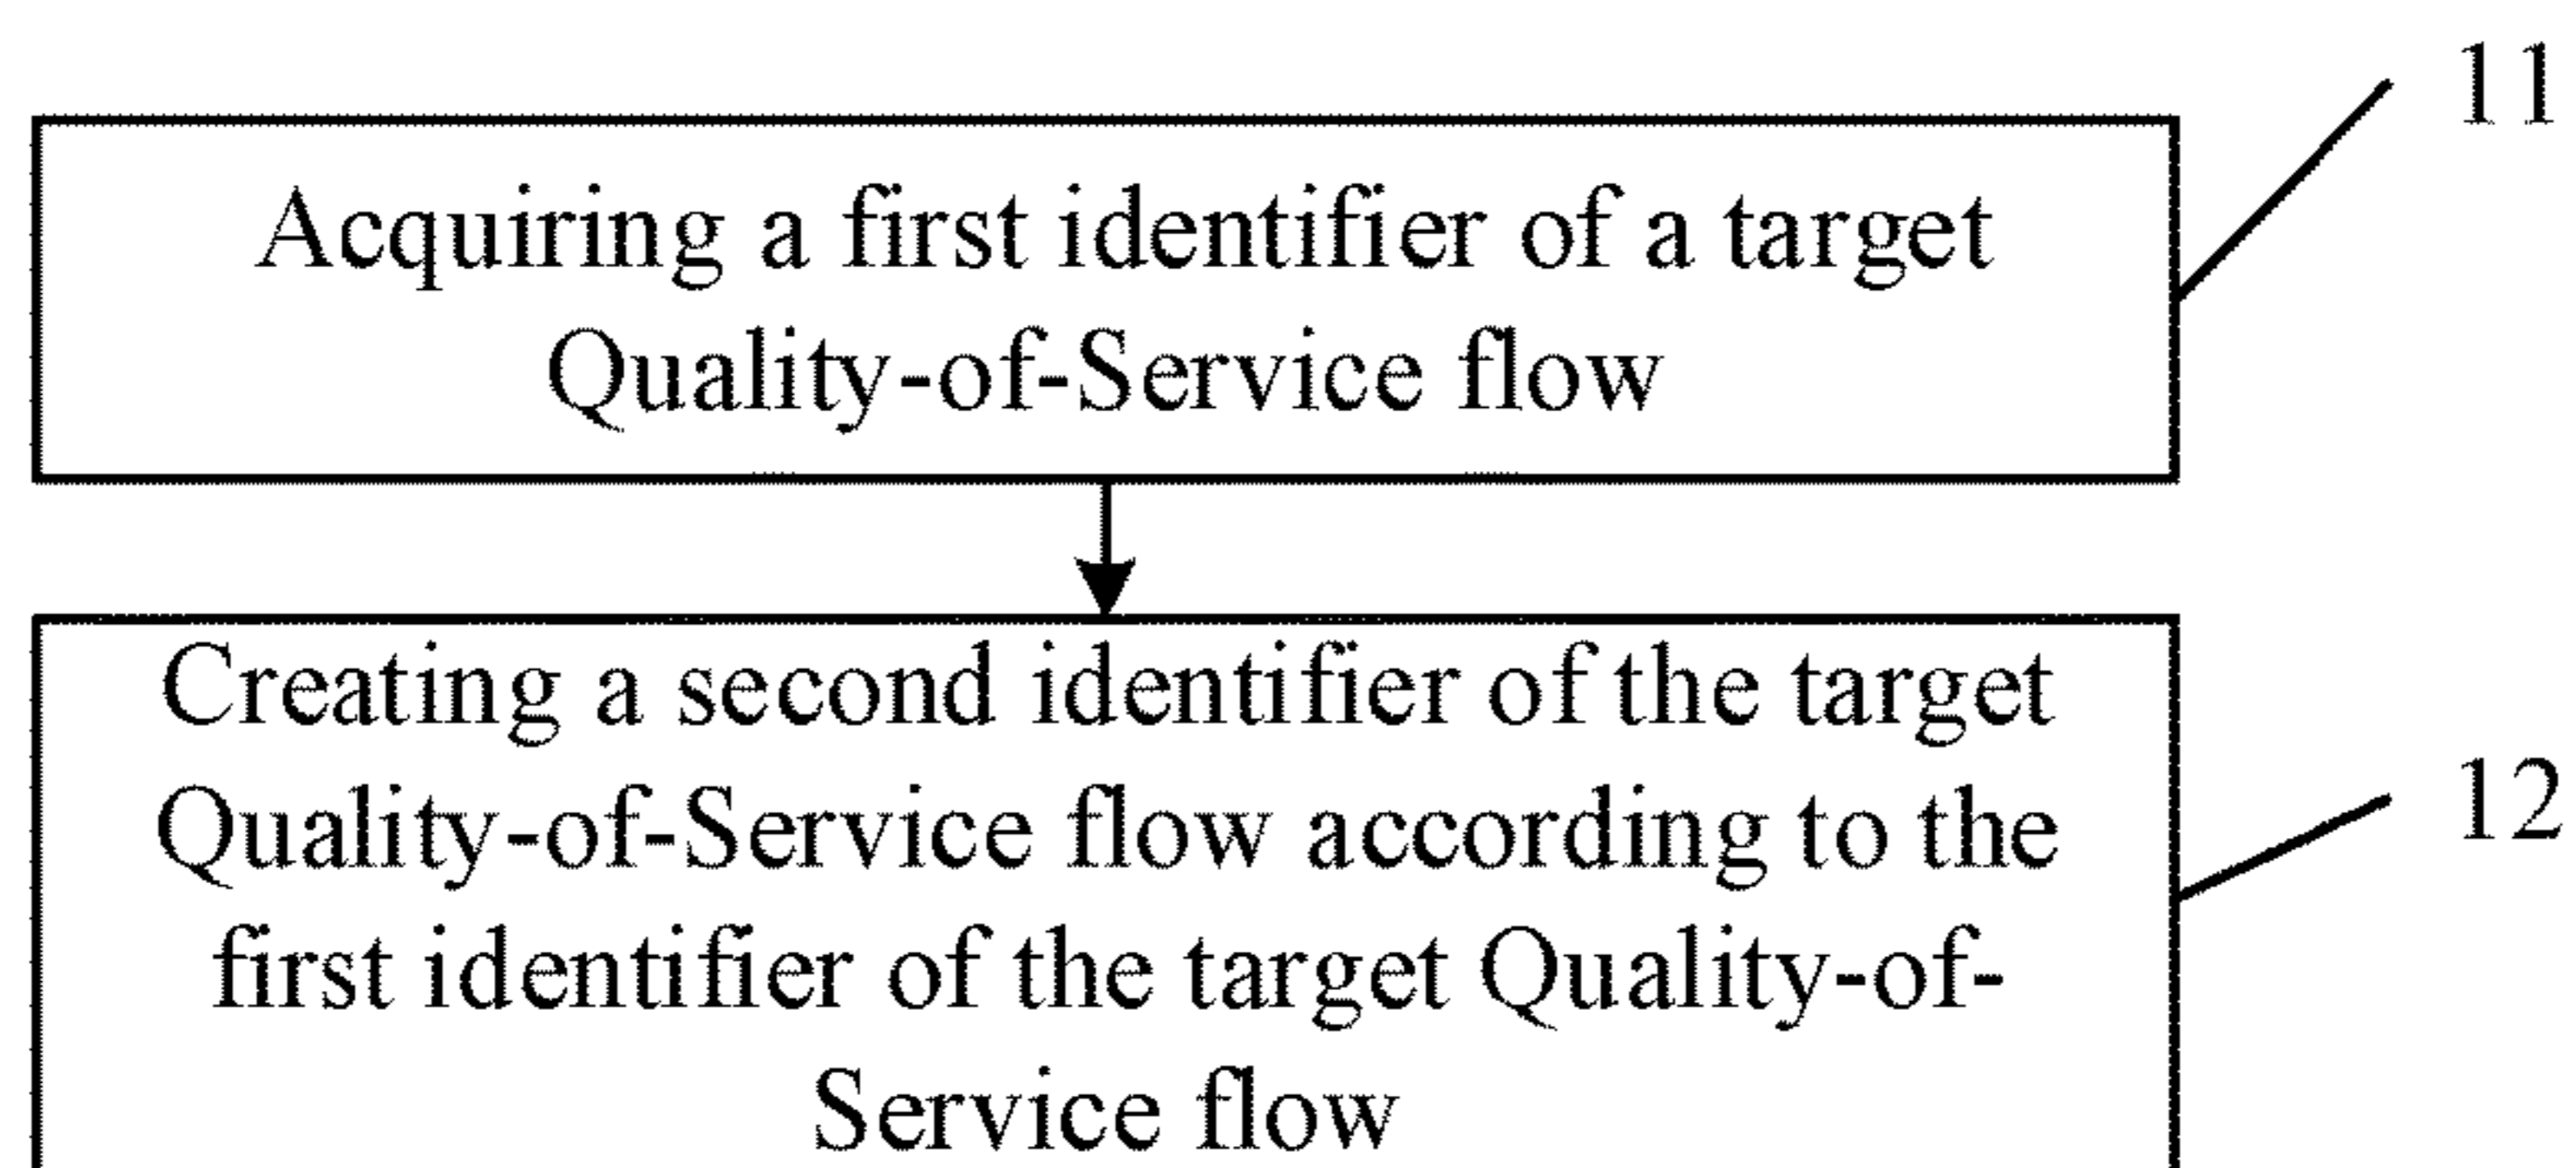 11
Acquiring a first identifier of a target
Quality-of-Service flow
Creating a second identifier of the target
Quality-of-Service flow according to the
first identifier of the target Quality-of-
Service flow
12